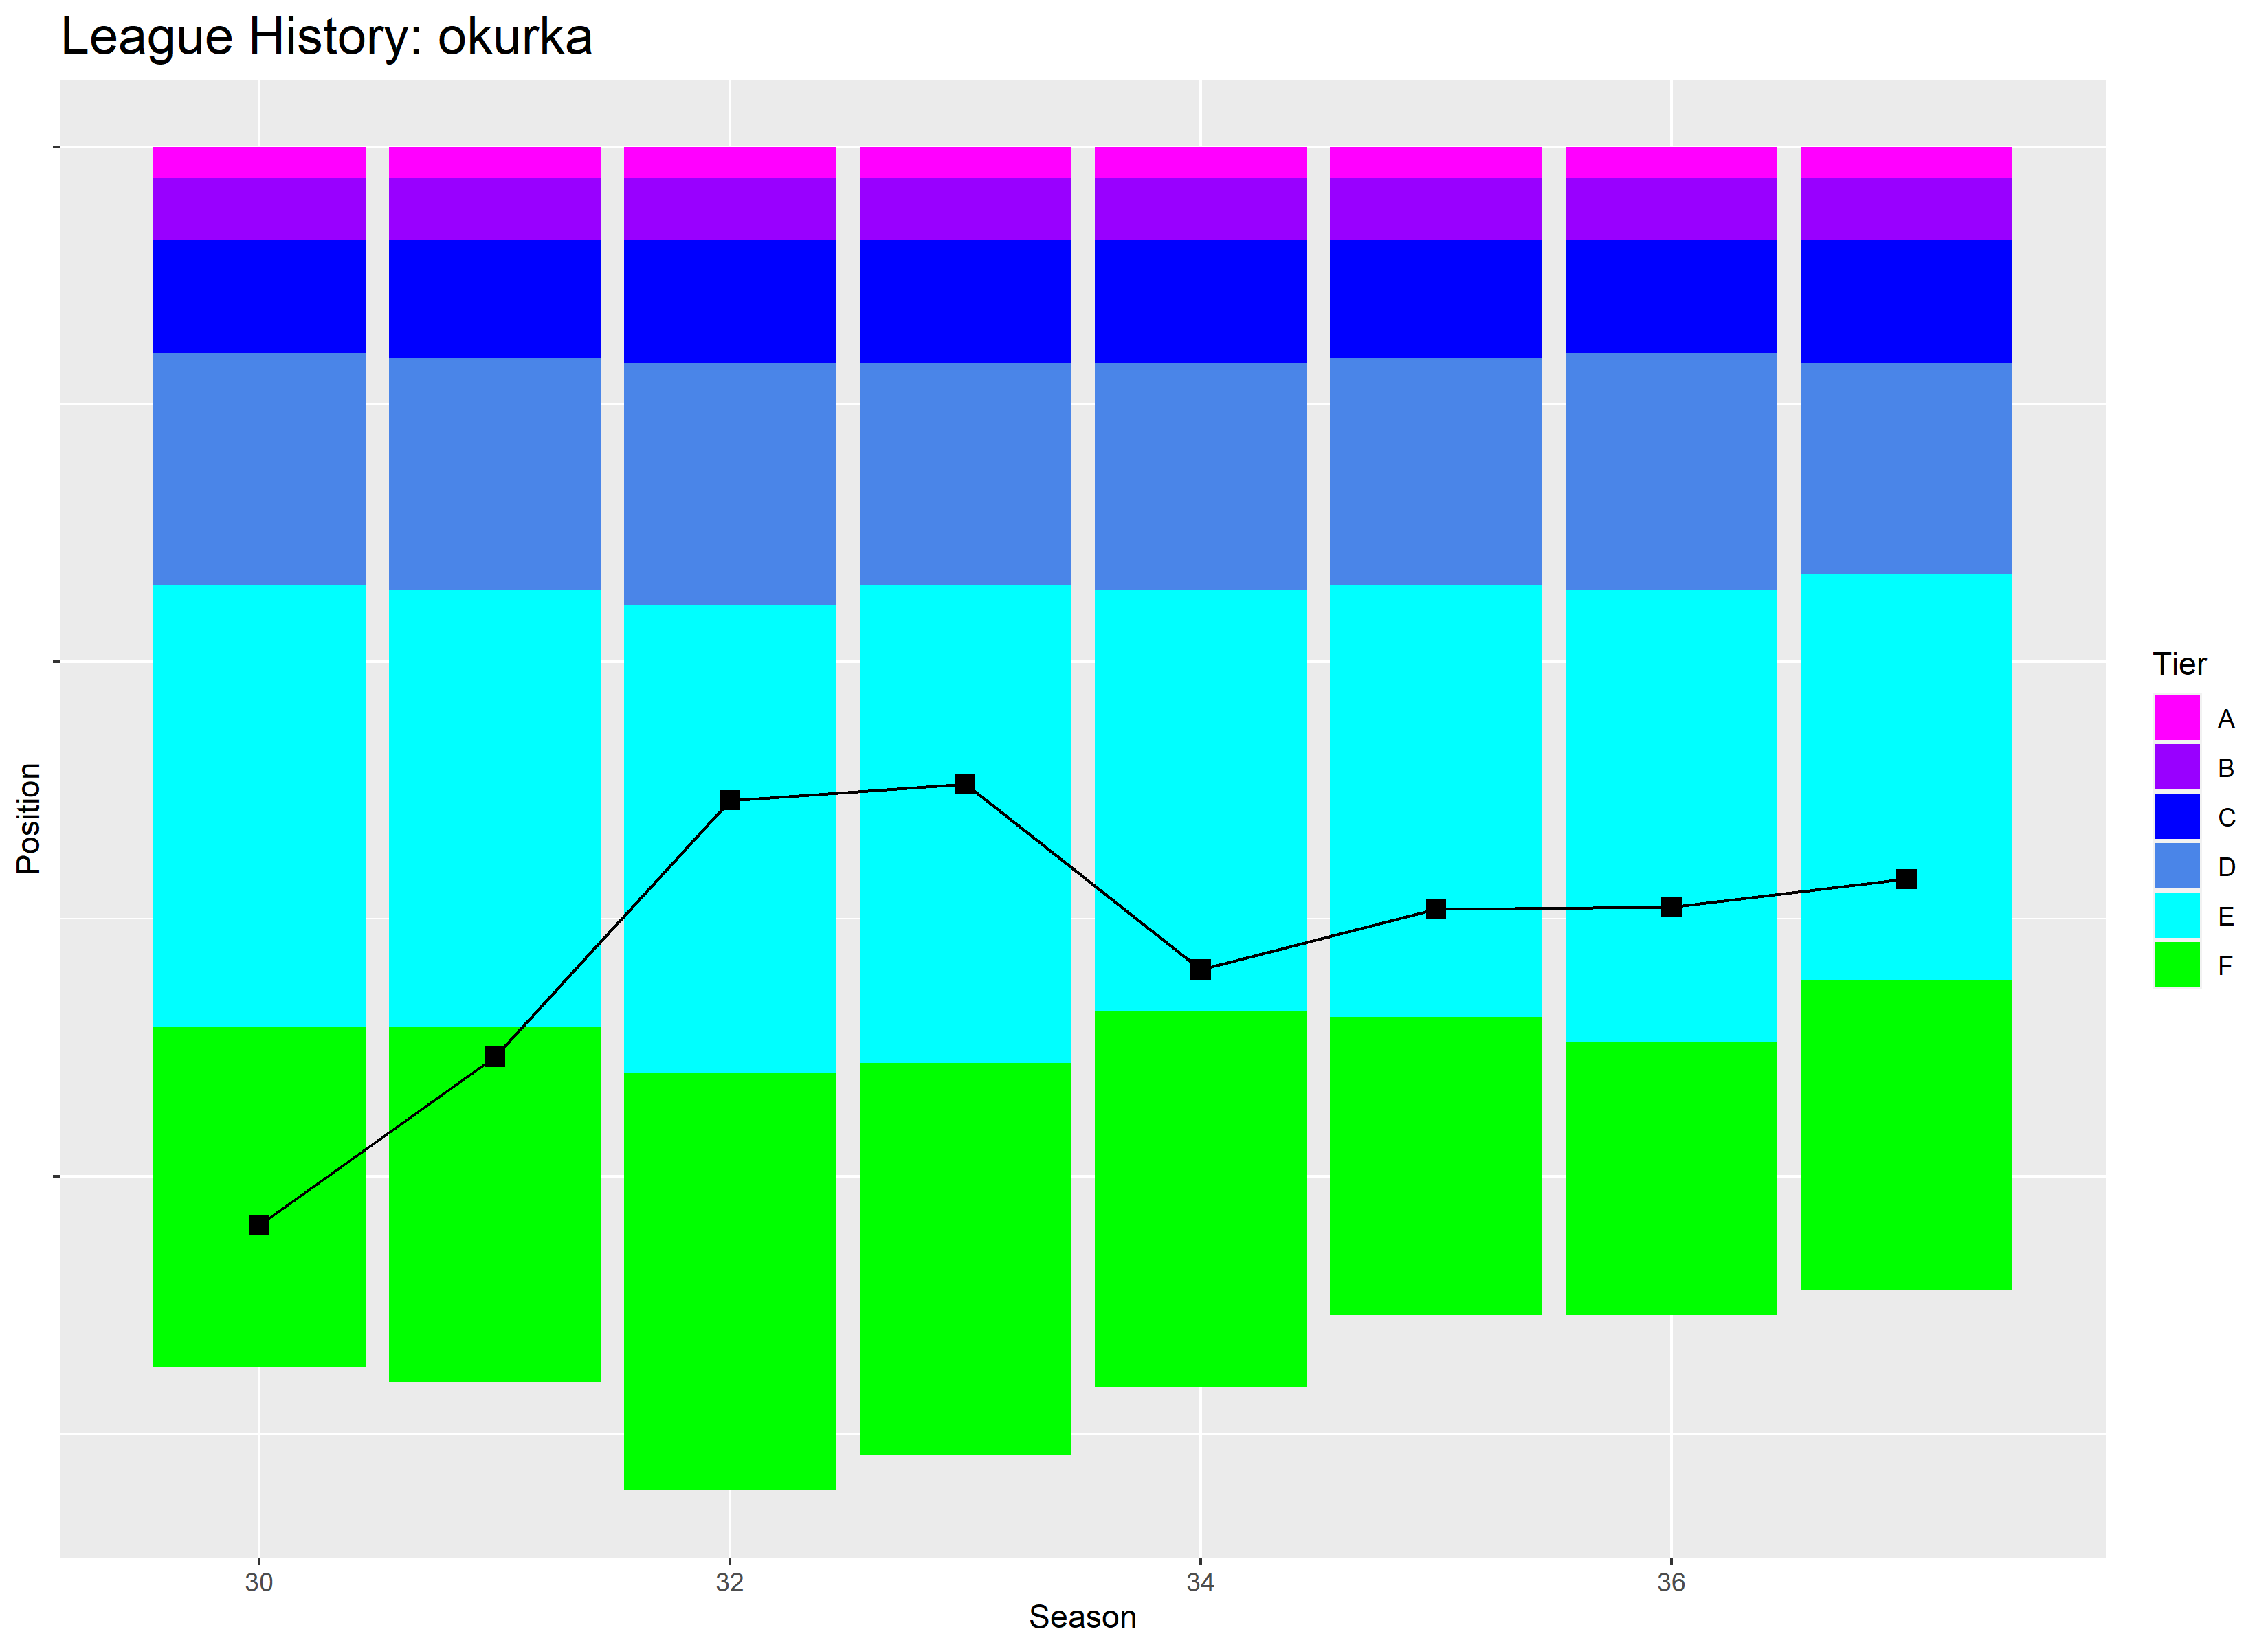 League History: okurka
Position
Tier
A
B
C
D
E
F
30 32 34 36
Season